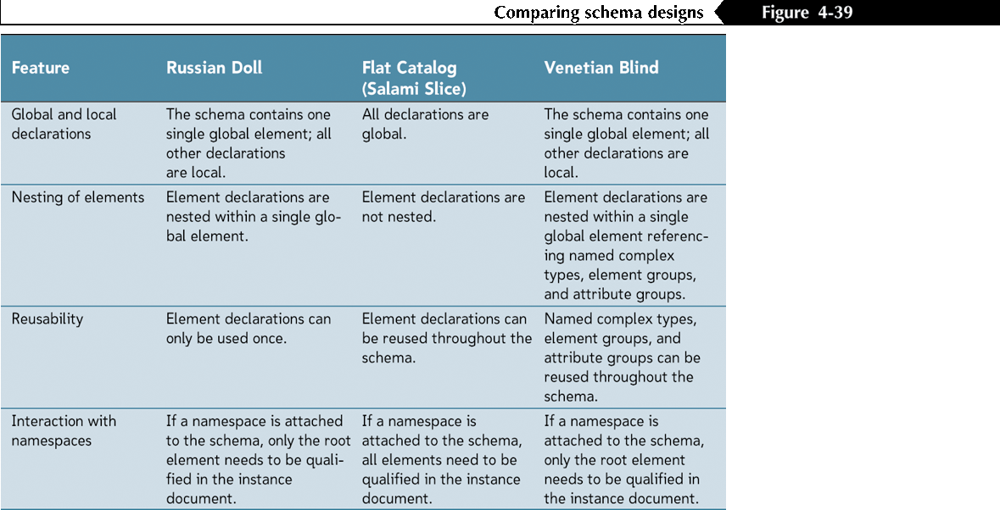 Comparing schema designs
Figure 4-39
Feature
Russian Doll
Flat Catalog
(Salami Slice)
Venetian Blind
Global and local
declarations
The schema contains one
single global element; all
other declarations
are local.
All declarations are
global.
The schema contains one
single global element; all
other declarations are
local.
Nesting of elements
Element declarations are
nested within a single glo-
bal element.
Element declarations are
not nested.
Element declarations are
nested within a single
global element referenc-
ing named complex
types, element groups,
and attribute groups.
Reusability
Element declarations can
only be used once.
Element declarations can
be reused throughout the
schema.
Named complex types,
element groups, and
attribute groups can be
reused throughout the
schema.
Interaction with
namespaces
If a namespace is attached
to the schema, only the root
element needs to be quali-
fied in the instance
document.
If a namespace is
attached to the schema,
all elements need to be
qualified in the instance
document.
If a namespace is
attached to the schema,
only the root element
needs to be qualified in
the instance document.